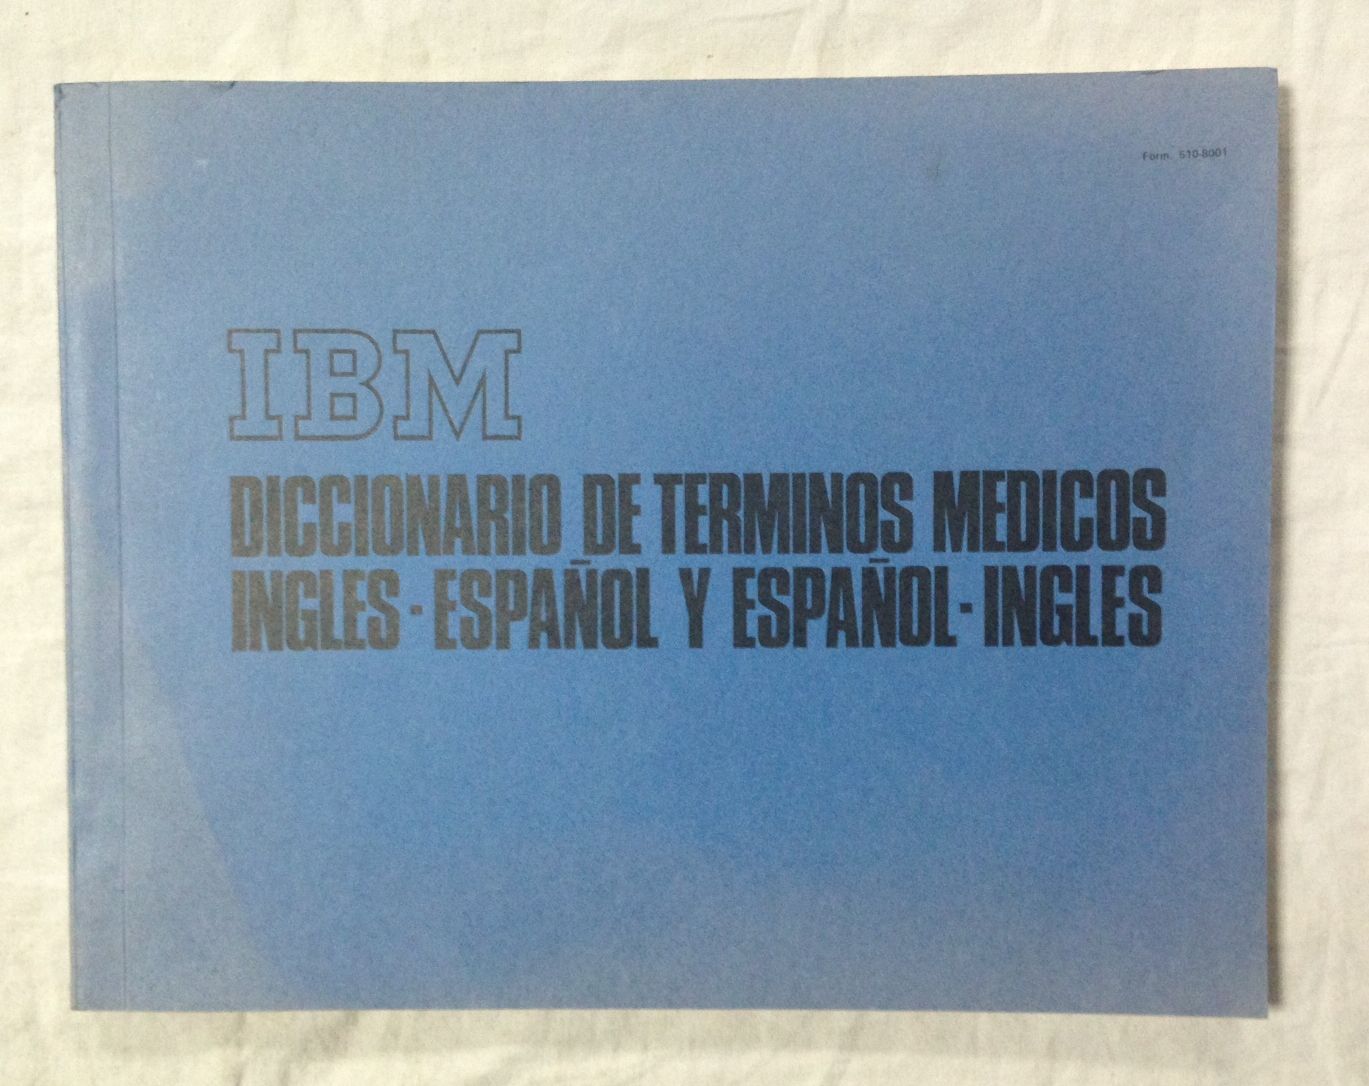 Form. 510-8001
IBM
DICCIONARIO DE TERMINOS MEDICOS
INGLES - ESPAÑOL Y ESPAÑOL - INGLES